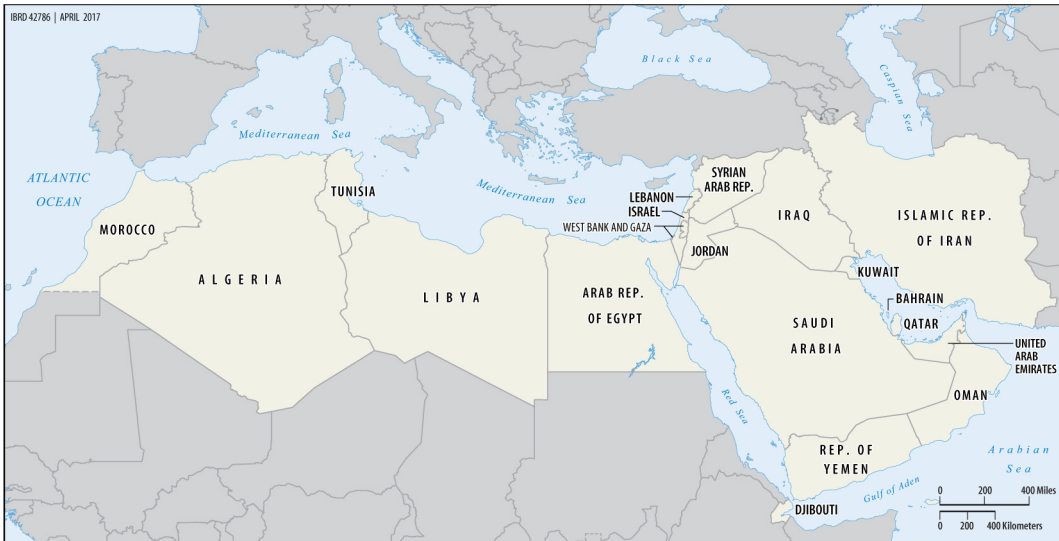 IBRD 42786 | APRIL 2017
Black Sea
Caspian Sea
Mediterranean Sea
ATLANTIC
OCEAN
TUNISIA
Mediterranean Sea
SYRIAN
ARAB REP.
LEBANON
ISRAEL
WEST BANK AND GAZA
IRAQ
ISLAMIC REP.
OF IRAN
MOROCCO
JORDAN
ALGERIA
KUWAIT
LIBYA
ARAB REP.
OF EGYPT
BAHRAIN
QATAR
SAUDI
ARABIA
UNITED
ARAB
EMIRATES
Red Sea
OMAN
REP. OF
YEMEN
Arabian
Sea
Gulf of Aden
DJIBOUTI
0 200 400 Miles
0 200 400 Kilometers